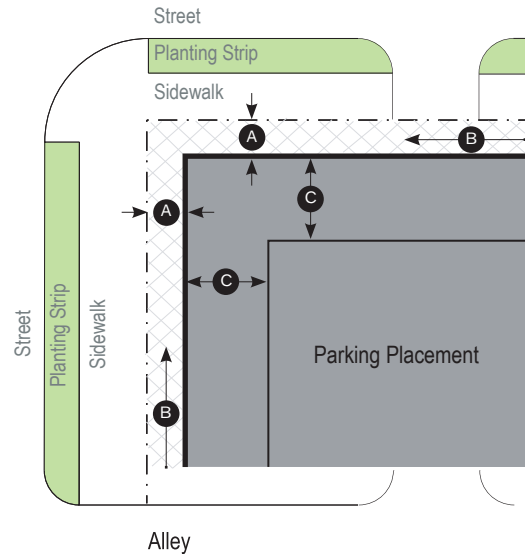 Street
Planting Strip
Sidewalk
A
B
A
C
C
Street
Planting Strip
Sidewalk
Parking Placement
B
Alley